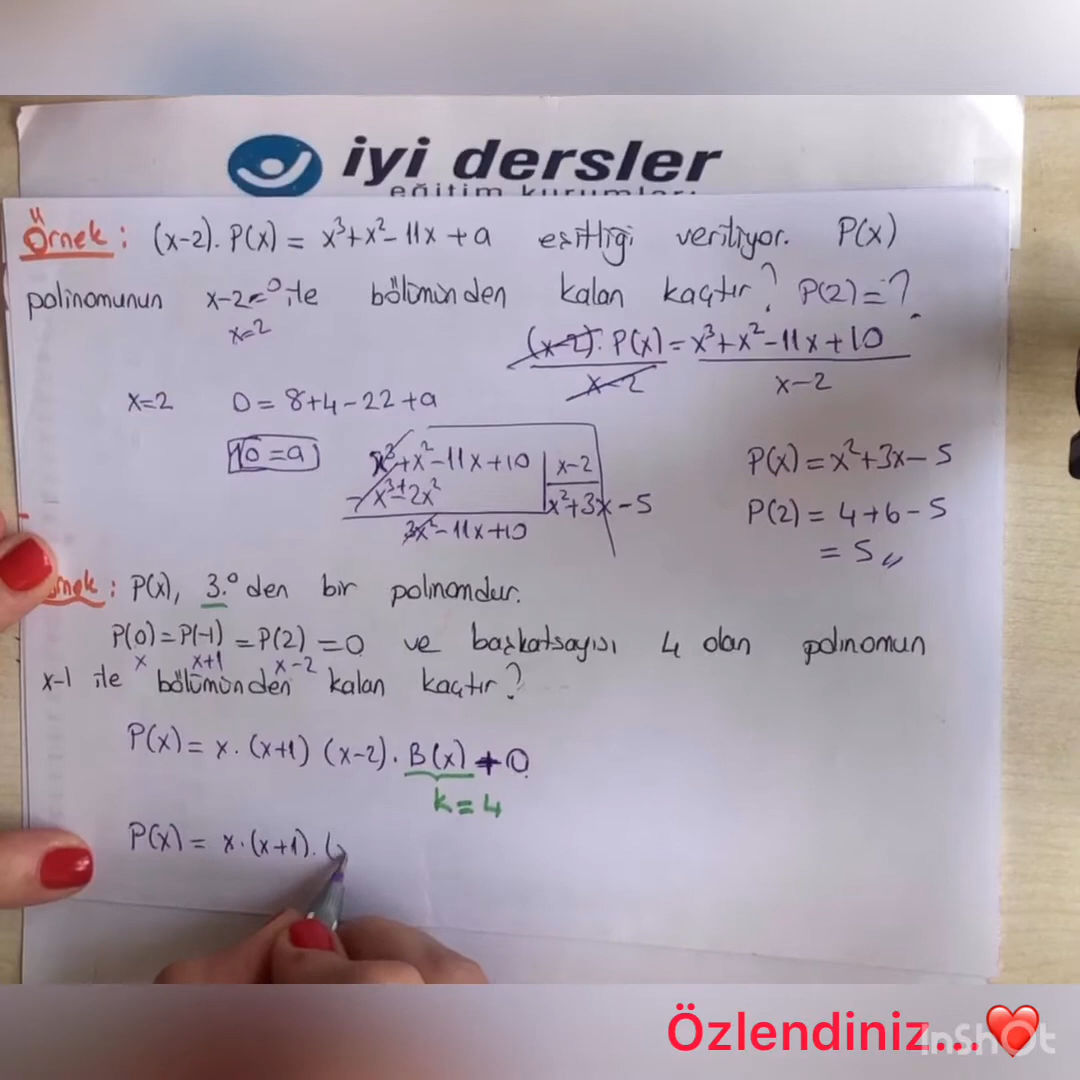 iyi dersler
eğitim kurumları
Örnek: (x-2). P(x) = x³+x²-11x+a esitliği veriliyor. P(x)
polinomunun x-2=0 ile bölümünden kalan kaçtır? P(2)=?
x=2
(x-2). P(x) = x³+x²-11x+10
x-2 x-2
x=2 0 = 8+4-22+a
10=a
x³+x²-11x+10 x-2
-x³+2x² x²+3x-5
3x²-11x+10
P(x) = x²+3x-5
P(2) = 4+6-5
= 5
rnek: P(x), 3.° den bir polinomdur.
P(0)=P(-1)=P(2)=0 ve başkatsayısı 4 olan polinomun
x x+1 x-2
x-1 ile bölümünden kalan kaçtır?
P(x) = x. (x+1) (x-2). B(x) + 0
k=4
P(x) = x.(x+1).(
Özlendiniz...❤️
InShOt